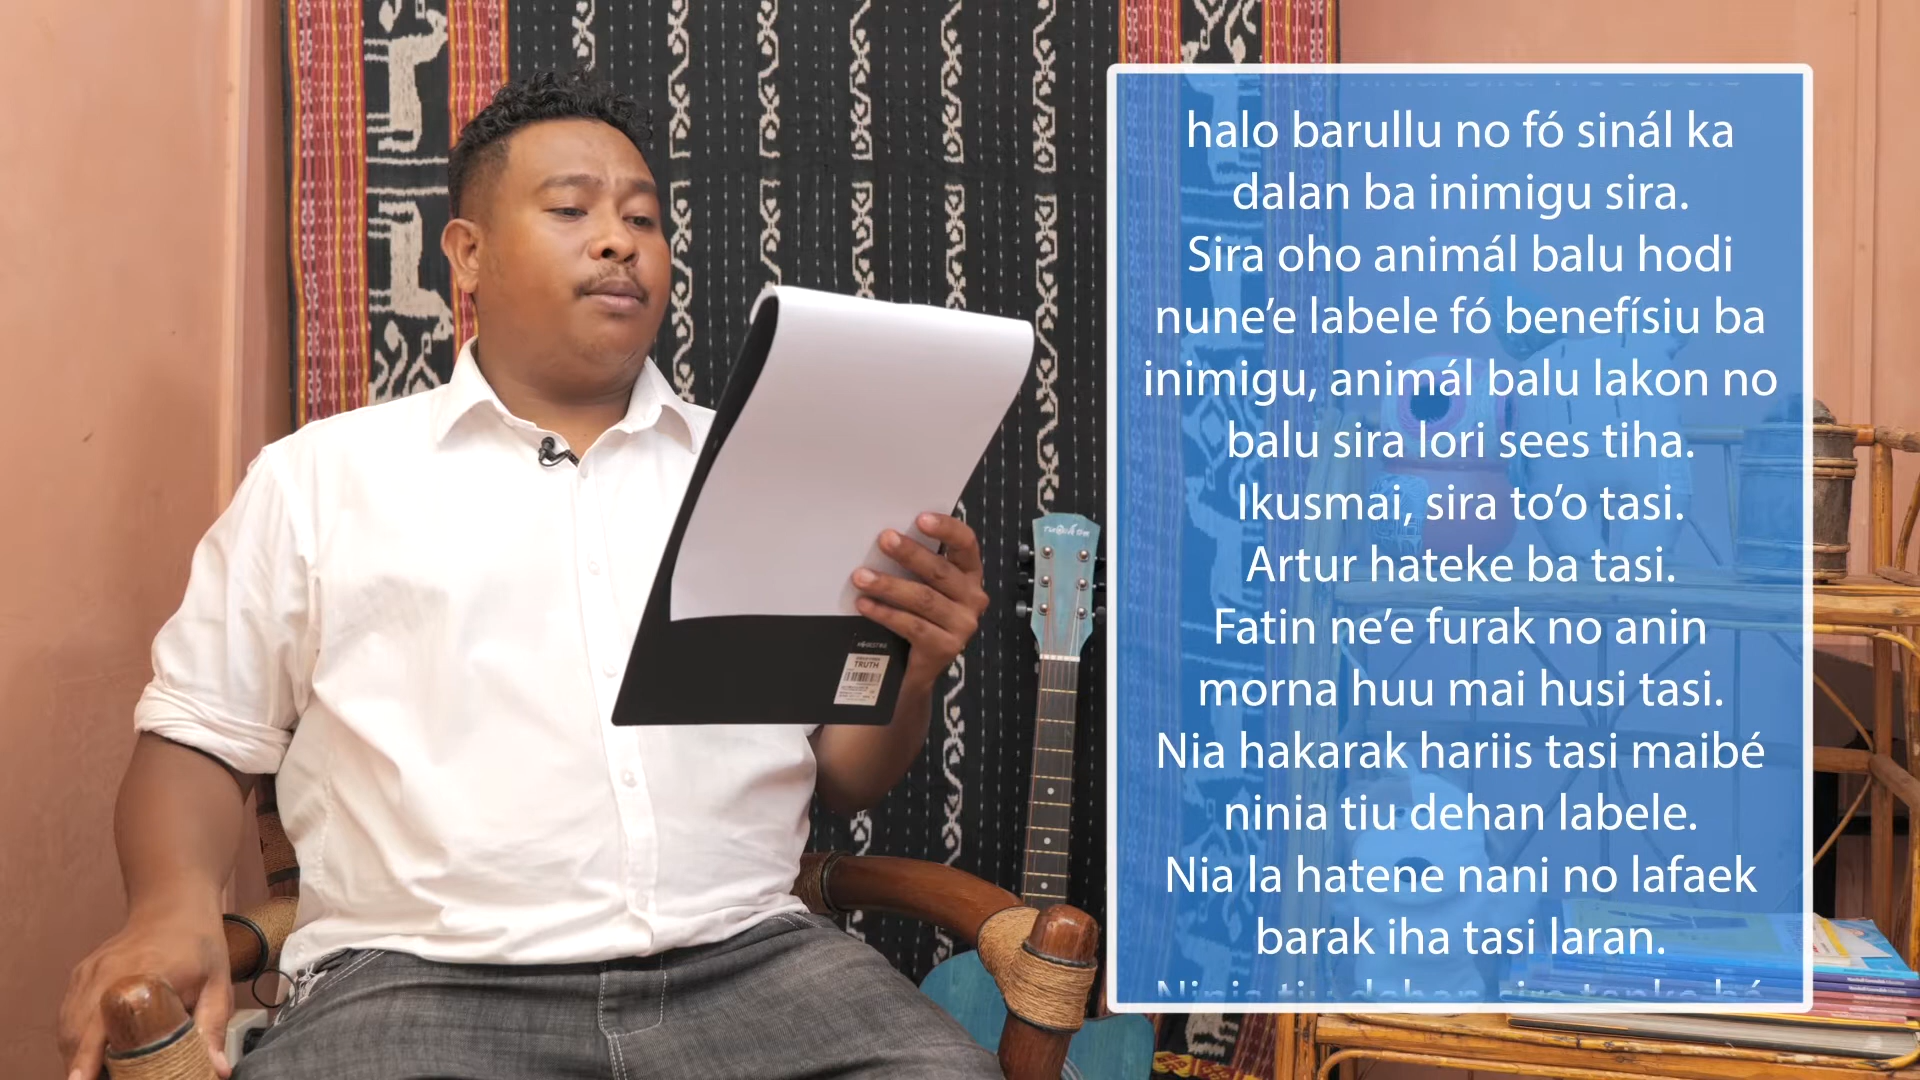 halo barullu no fó sinál ka
dalan ba inimigu sira.
Sira oho animál balu hodi
nune’e labele fó benefísiu ba
inimigu, animál balu lakon no
balu sira lori sees tiha.
Ikusmai, sira to’o tasi.
Artur hateke ba tasi.
Fatin ne’e furak no anin
morna huu mai husi tasi.
Nia hakarak hariis tasi maibé
ninia tiu dehan labele.
Nia la hatene nani no lafaek
barak iha tasi laran.
TRUTH